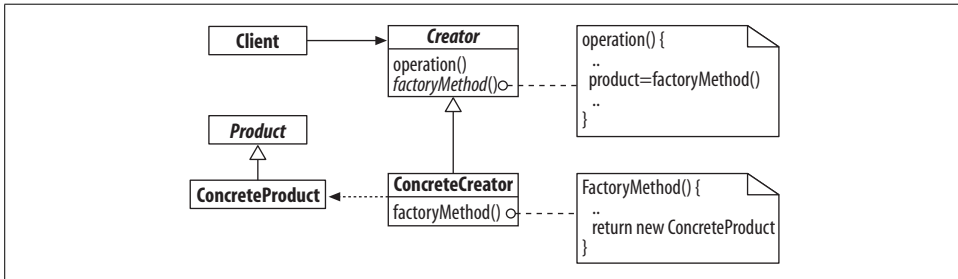 Client
Creator
operation()
factoryMethod()
operation() {
..
product=factoryMethod()
..
}
Product
ConcreteProduct
ConcreteCreator
factoryMethod()
FactoryMethod() {
..
return new ConcreteProduct
}